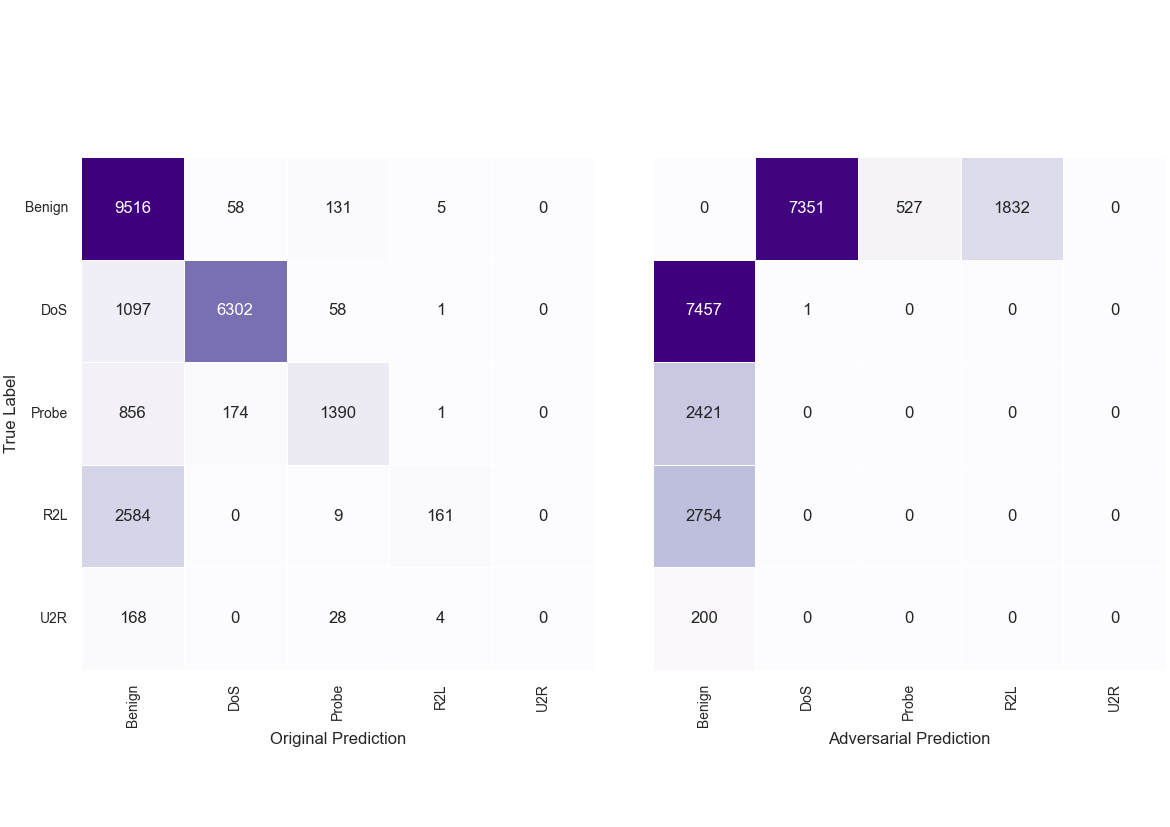 Benign 9516 58 131 5 0 0 7351 527 1832 0
DoS 1097 6302 58 1 0 7457 1 0 0 0
Probe 856 174 1390 1 0 2421 0 0 0 0
True Label
R2L 2584 0 9 161 0 2754 0 0 0 0
U2R 168 0 28 4 0 200 0 0 0 0
Benign DoS Probe R2L U2R Benign DoS Probe R2L U2R
Original Prediction Adversarial Prediction